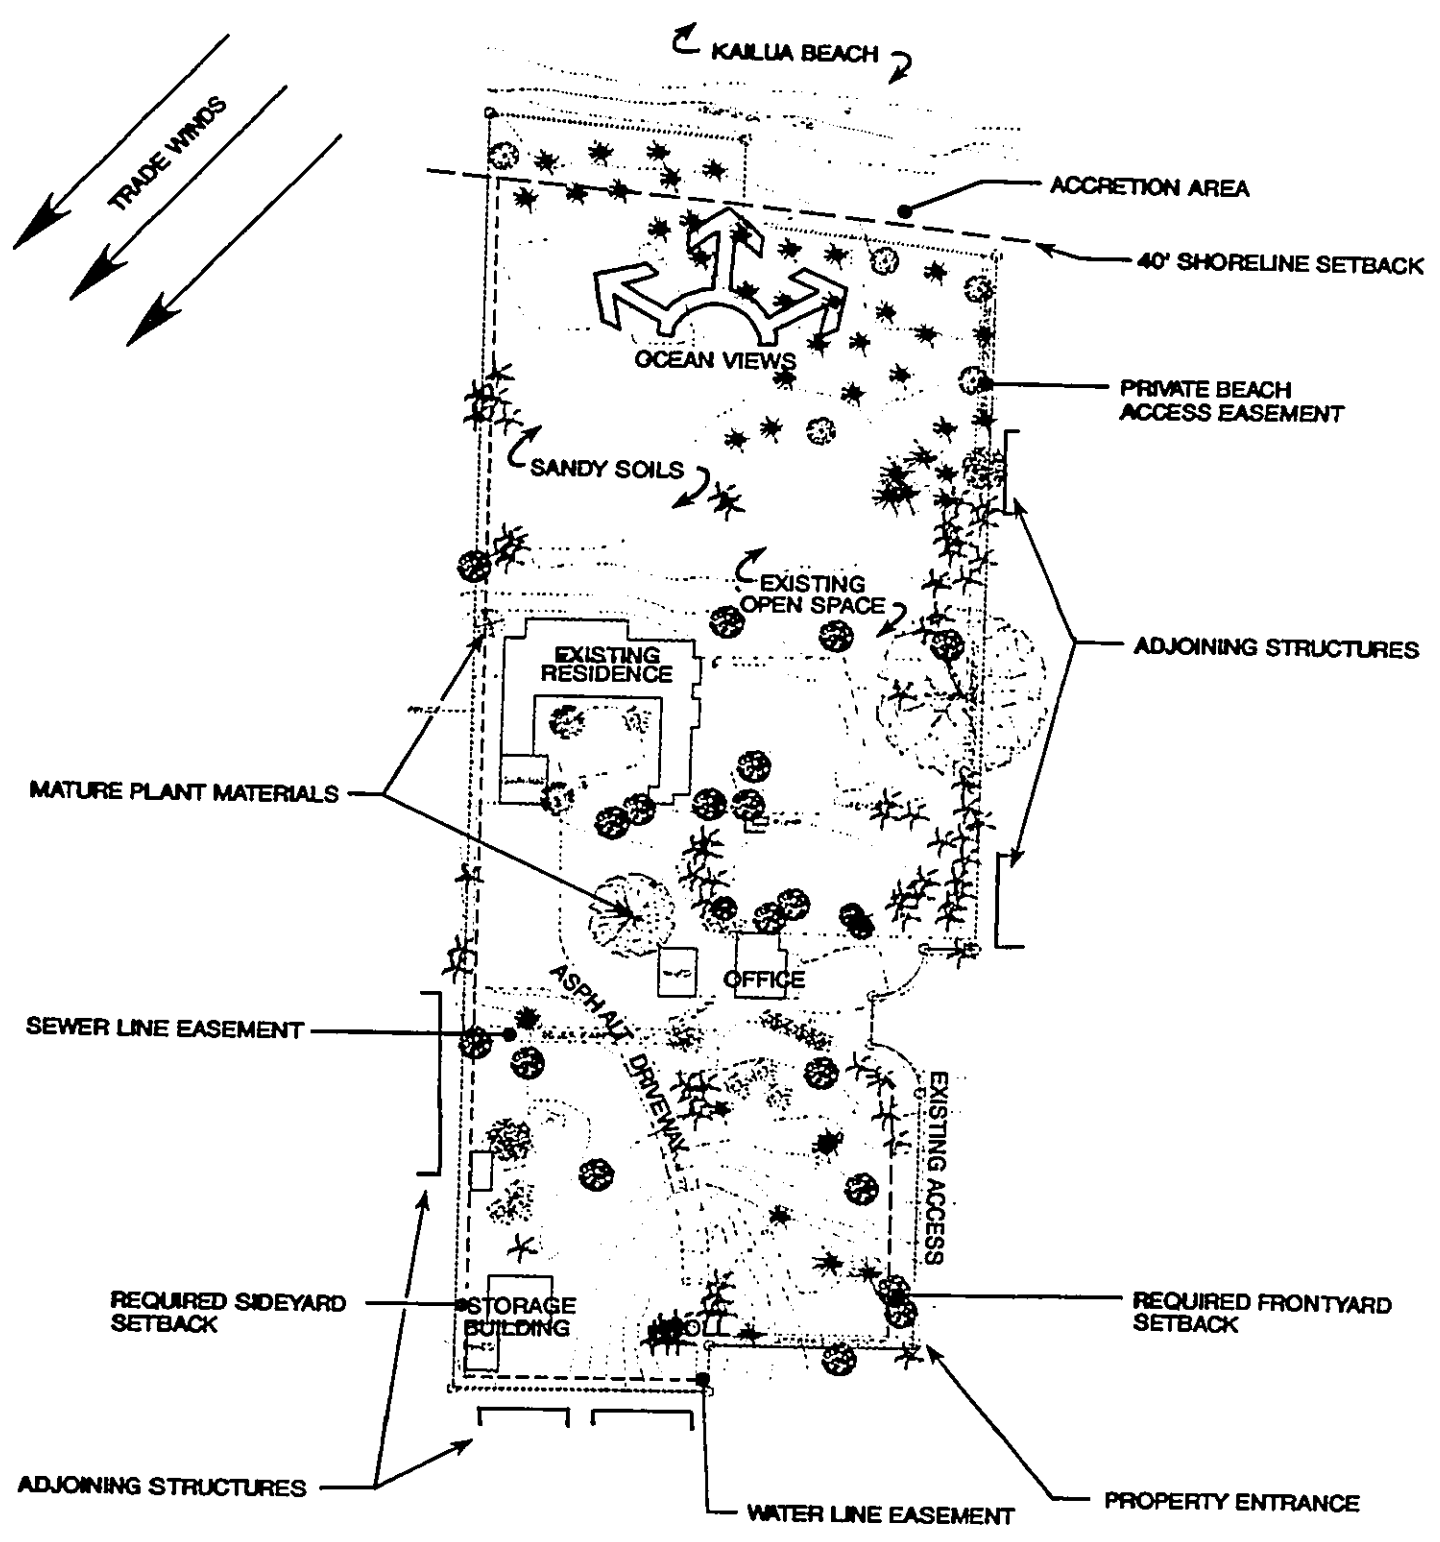 KAILUA BEACH
TRADE WINDS
ACCRETION AREA
40' SHORELINE SETBACK
OCEAN VIEWS
PRIVATE BEACH
ACCESS EASEMENT
SANDY SOILS
EXISTING
OPEN SPACE
ADJOINING STRUCTURES
EXISTING
RESIDENCE
MATURE PLANT MATERIALS
OFFICE
ASPHALT DRIVEWAY
SEWER LINE EASEMENT
EXISTING ACCESS
REQUIRED SIDEYARD
SETBACK
STORAGE
BUILDING
REQUIRED FRONTYARD
SETBACK
ADJOINING STRUCTURES
WATER LINE EASEMENT
PROPERTY ENTRANCE